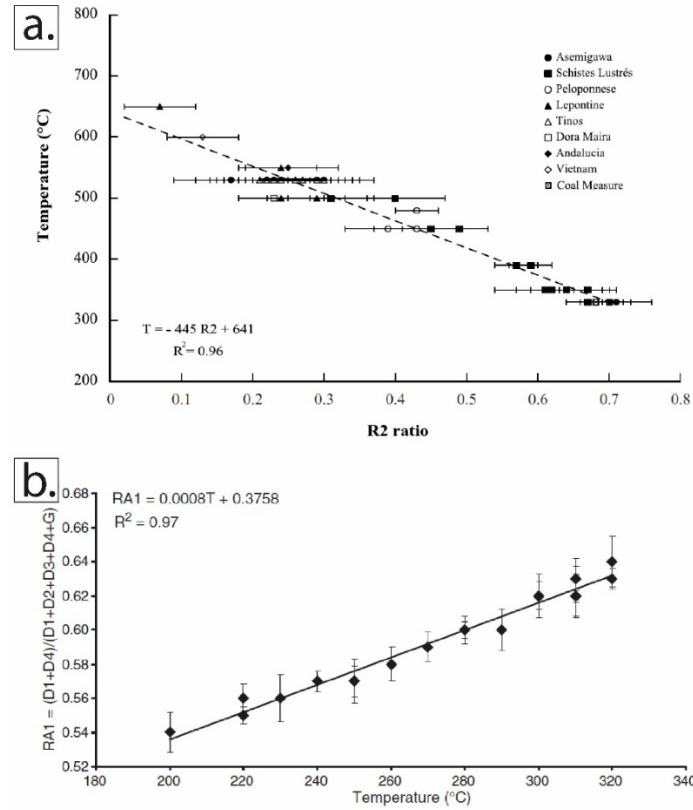 a.
800
700
600
500
400
300
200
Temperature (°C)
Asemigawa
Schistes Lustrés
Peloponnese
Lepontine
Tinos
Dora Maira
Andalucia
Vietnam
Coal Measure
T = - 445 R2 + 641
R²= 0.96
0 0.1 0.2 0.3 0.4 0.5 0.6 0.7 0.8
R2 ratio
b.
0.68
0.66
0.64
0.60
0.58
0.54
0.52
RA1 = (D1+D4)/(D1+D2+D3+D4+G)
RA1 = 0.0008T + 0.3758
R² = 0.97
180 200 220 240 260 280 300 320 340
Temperature (°C)